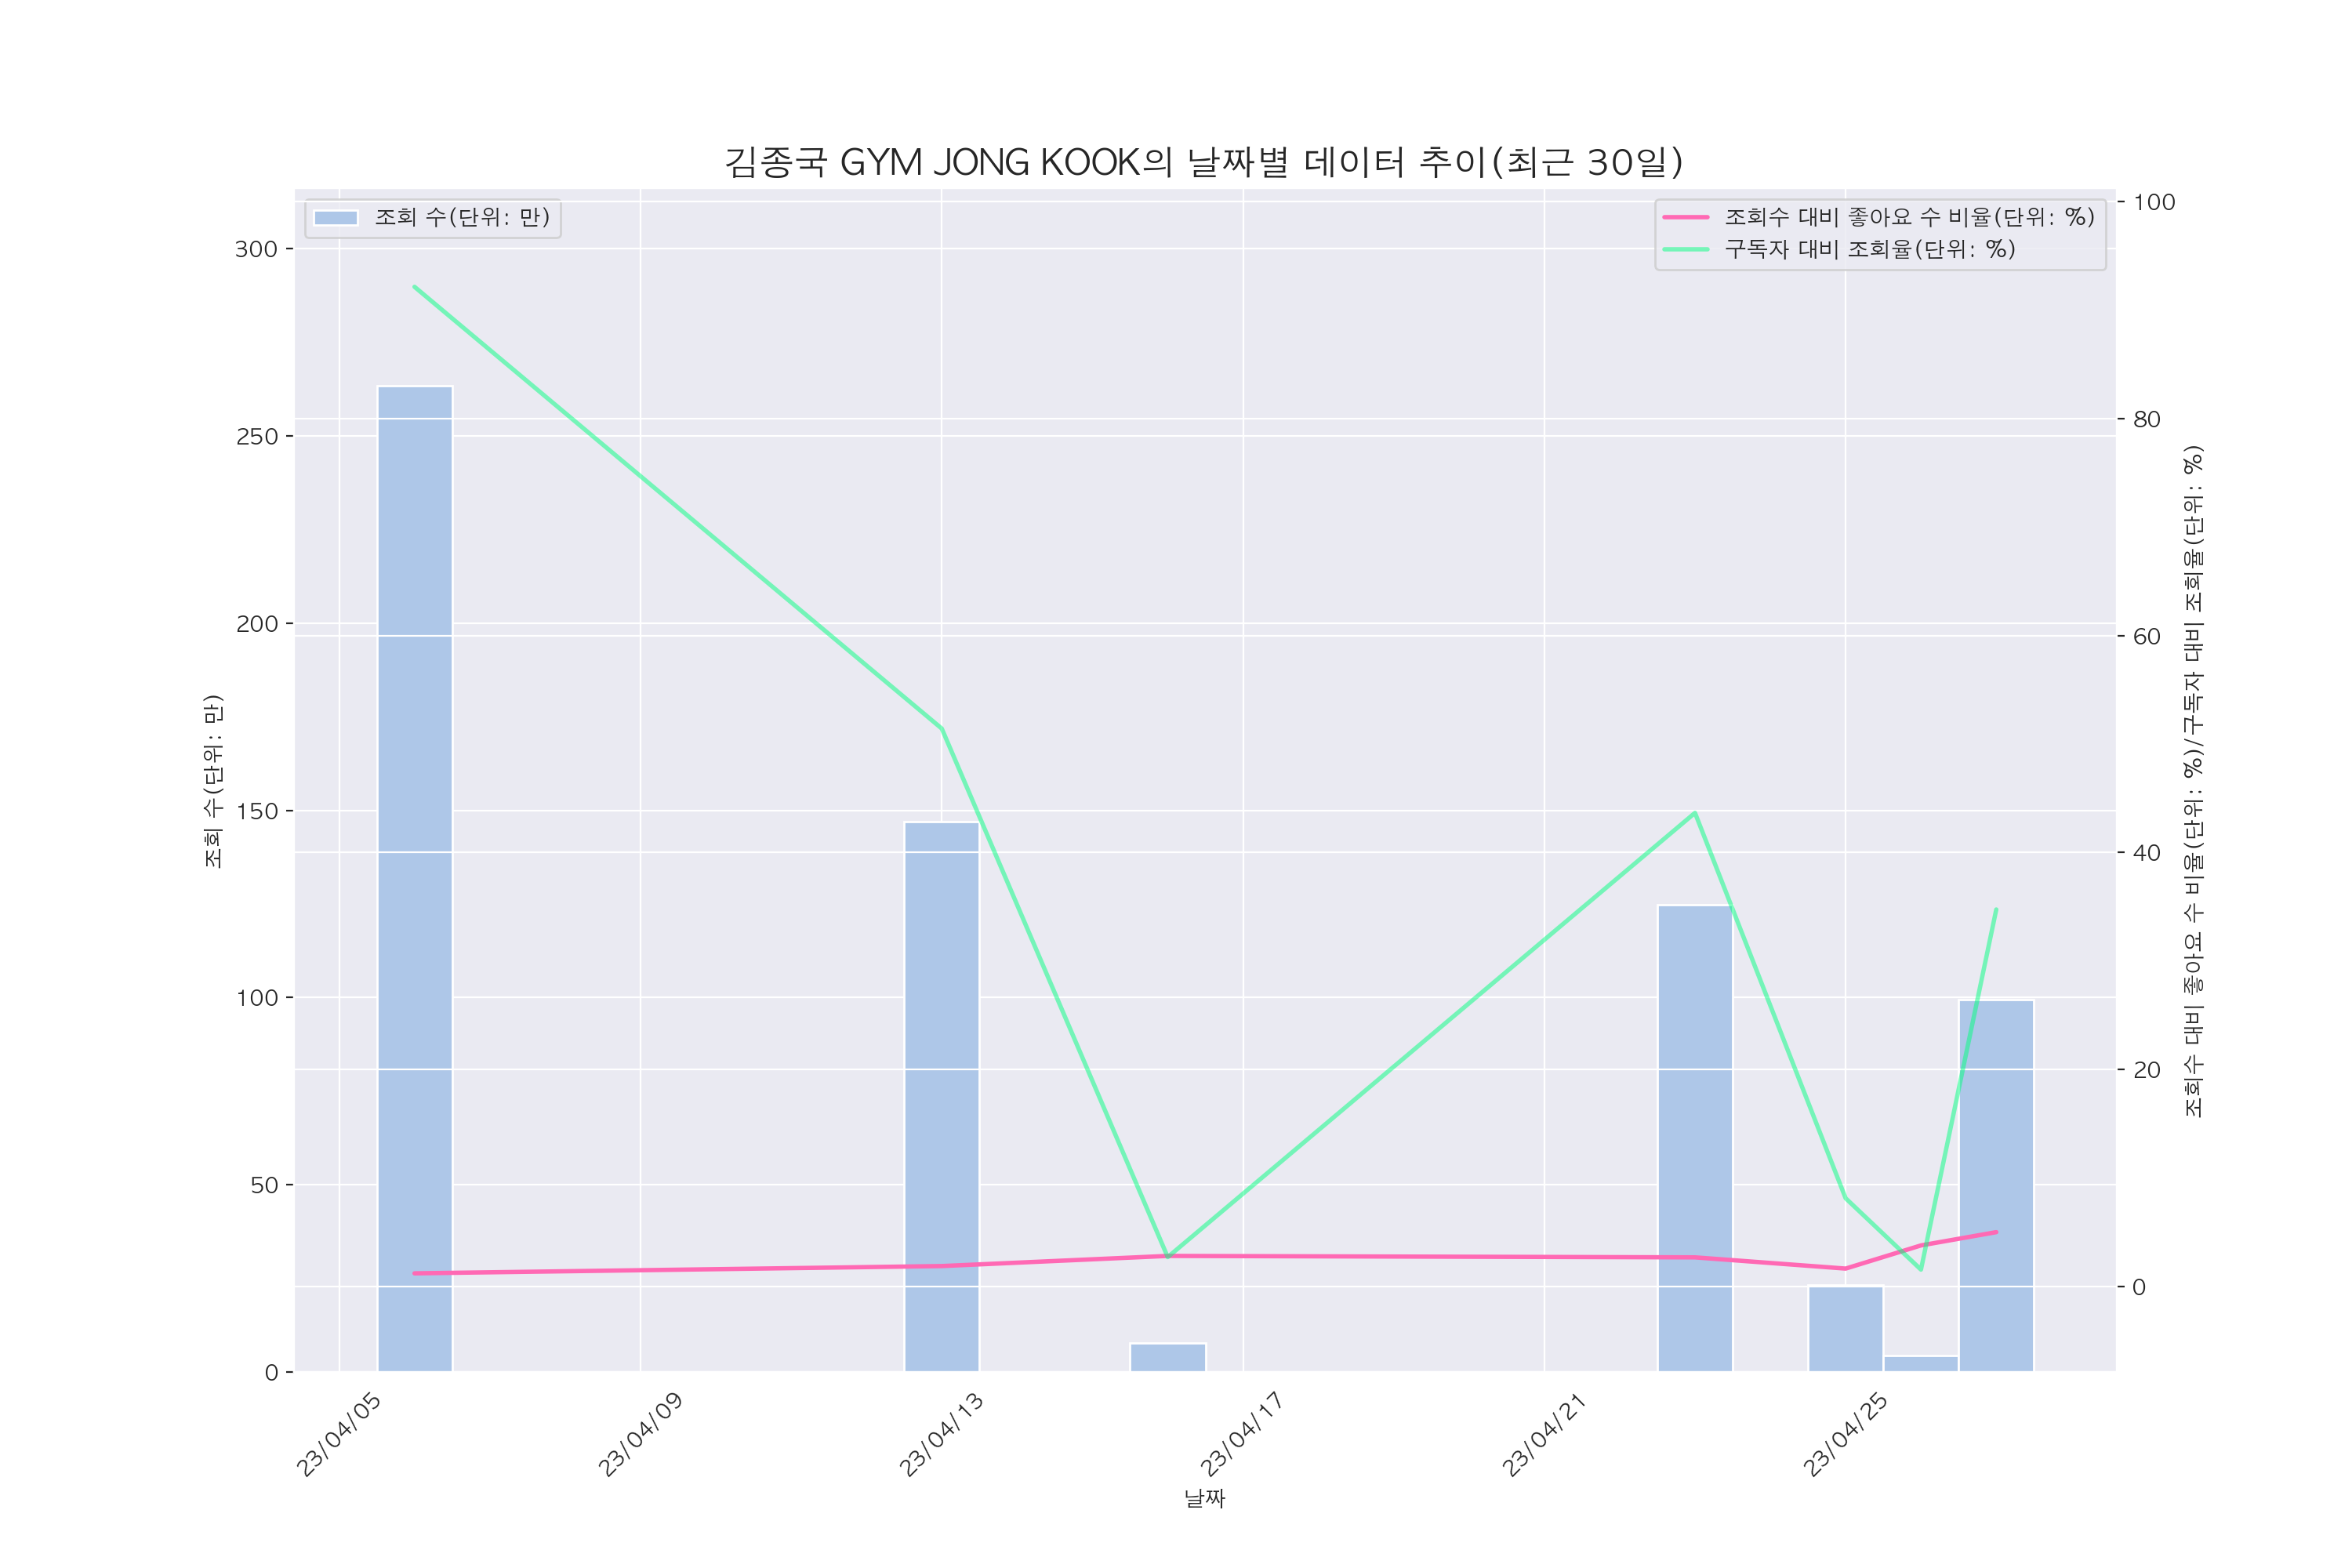 김종국 GYM JONG KOOK의 날짜별 데이터 추이(최근 30일)
조회 수(단위: 만)
조회수 대비 좋아요 수 비율(단위: %)
구독자 대비 조회율(단위: %)
300
250
200
150
100
50
0
조회 수(단위: 만)
100
80
60
40
20
0
조회수 대비 좋아요 수 비율(단위: %)/구독자 대비 조회율(단위: %)
23/04/05
23/04/09
23/04/13
23/04/17
23/04/21
23/04/25
날짜